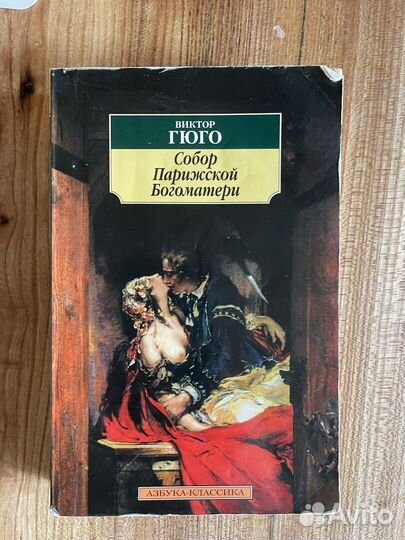 ВИКТОР
ГЮГО
Собор
Парижской
Богоматери
АЗБУКА-КЛАССИКА
Avito